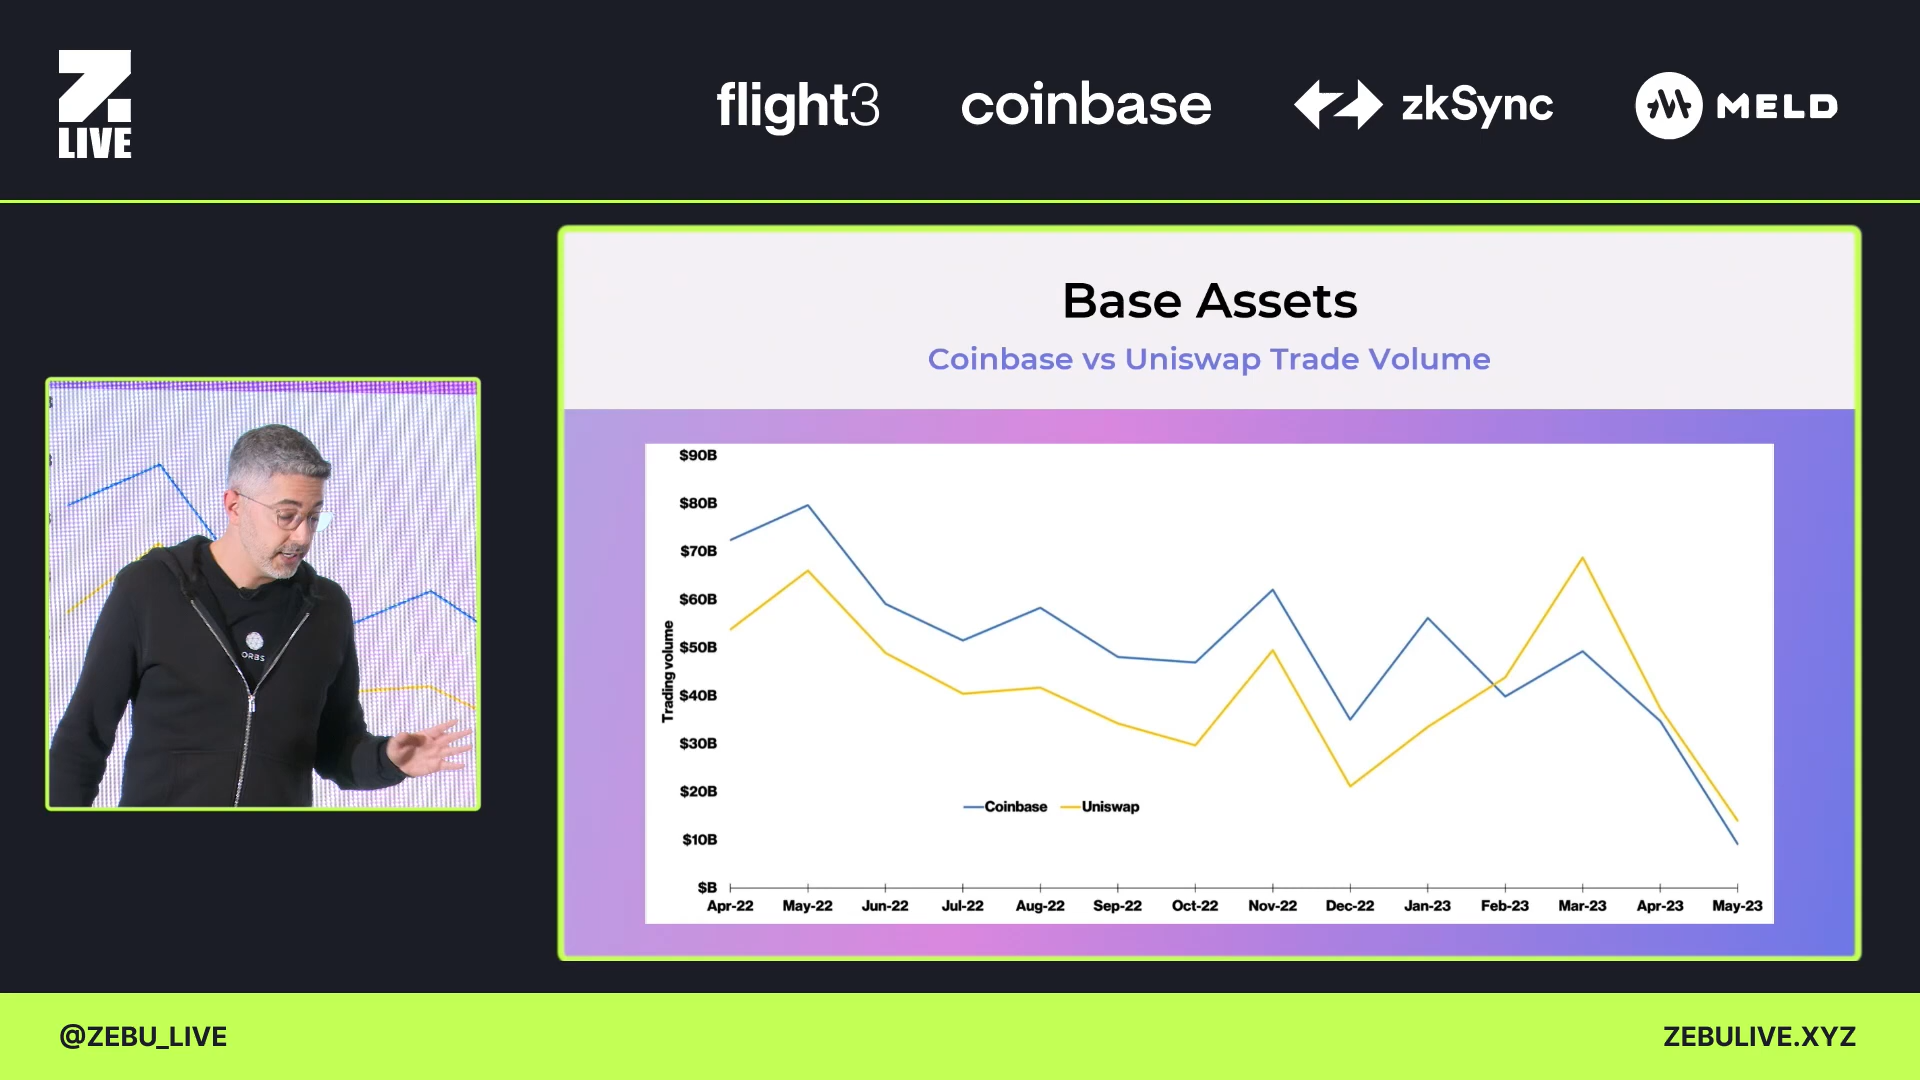 Z.
LIVE
flight3
coinbase
zkSync
MELD
Base Assets
Coinbase vs Uniswap Trade Volume
$90B
$80B
$70B
$60B
$50B
$40B
$30B
$20B
$10B
$B
Trading volume
Coinbase
Uniswap
Apr-22 May-22 Jun-22 Jul-22 Aug-22 Sep-22 Oct-22 Nov-22 Dec-22 Jan-23 Feb-23 Mar-23 Apr-23 May-23
ORBS
@ZEBU_LIVE
ZEBULIVE.XYZ